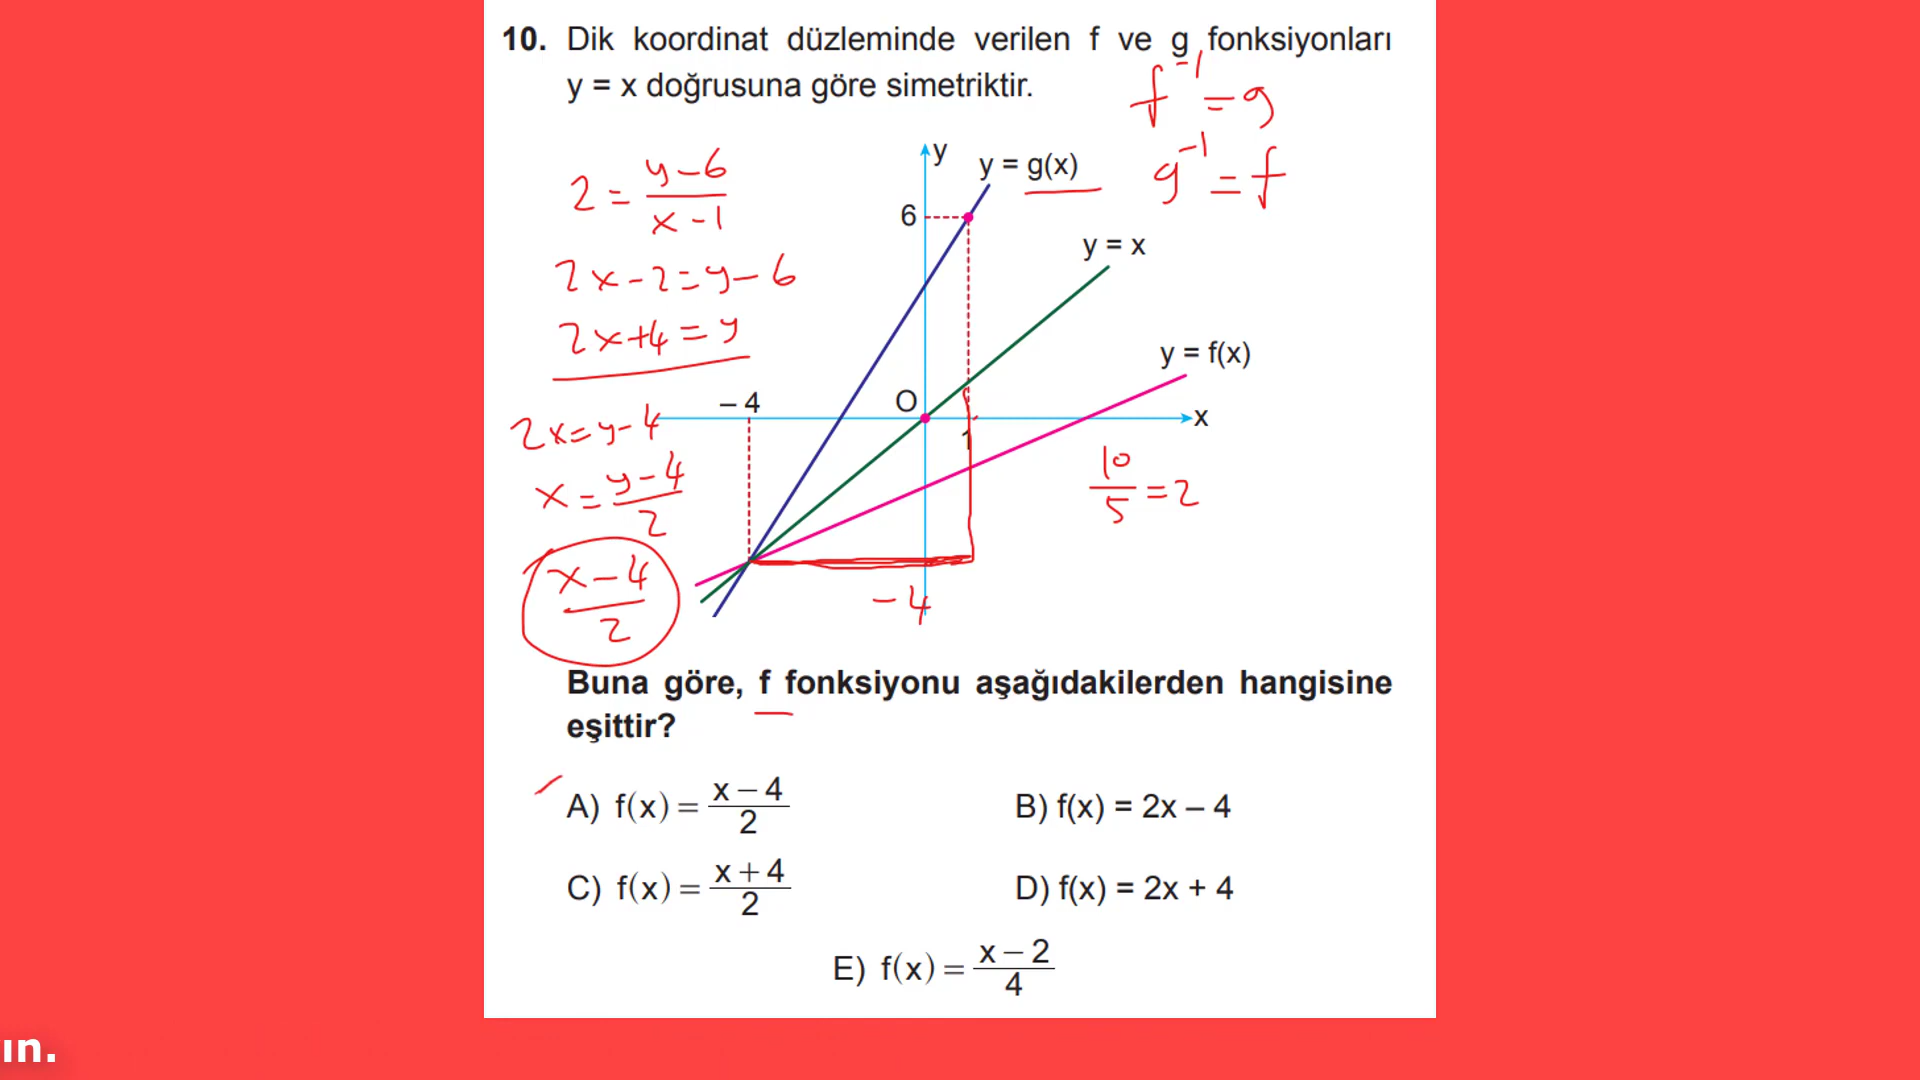 10. Dik koordinat düzleminde verilen f ve g fonksiyonları
y = x doğrusuna göre simetriktir.
f⁻¹ = g
g⁻¹ = f
2 = (y-6)/(x-1)
2x-2=y-6
2x+4=y
2x=y-4
x=(y-4)/2
(x-4)/2
y
y = g(x)
6
y = x
y = f(x)
– 4
O
x
1
10/5=2
-4
Buna göre, f fonksiyonu aşağıdakilerden hangisine
eşittir?
A) f(x) = (x – 4)/2
B) f(x) = 2x – 4
C) f(x) = (x + 4)/2
D) f(x) = 2x + 4
E) f(x) = (x – 2)/4
ın.